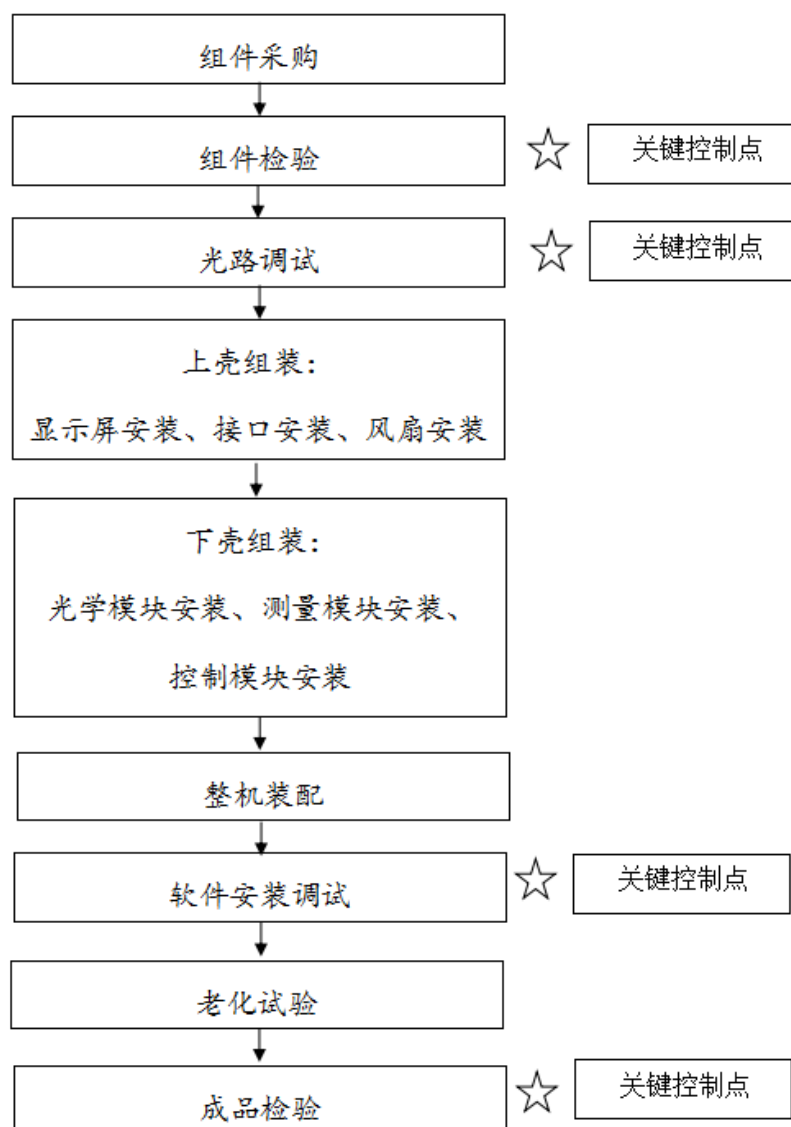 组件采购
组件检验
☆ 关键控制点
光路调试
☆ 关键控制点
上壳组装：
显示屏安装、接口安装、风扇安装
下壳组装：
光学模块安装、测量模块安装、
控制模块安装
整机装配
软件安装调试
☆ 关键控制点
老化试验
成品检验
☆ 关键控制点